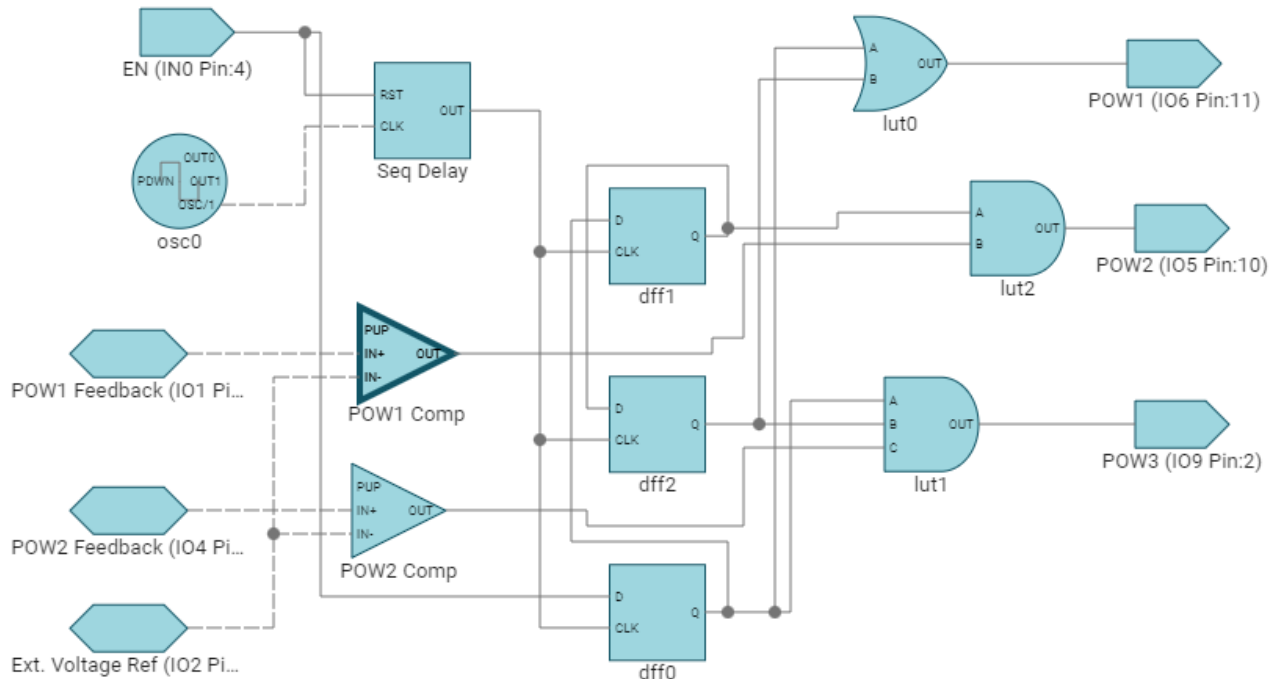 EN (IN0 Pin:4)
RST
CLK
OUT
Seq Delay
OUT0
PDWN
OUT1
OSC/1
osc0
A
B
OUT
lut0
POW1 (IO6 Pin:11)
D
CLK
Q
dff1
A
B
OUT
lut2
POW2 (IO5 Pin:10)
POW1 Feedback (IO1 Pi...
PUP
IN+
IN-
OUT
POW1 Comp
D
CLK
Q
dff2
A
B
C
OUT
lut1
POW3 (IO9 Pin:2)
POW2 Feedback (IO4 Pi...
PUP
IN+
IN-
OUT
POW2 Comp
Ext. Voltage Ref (IO2 Pi...
D
CLK
Q
dff0